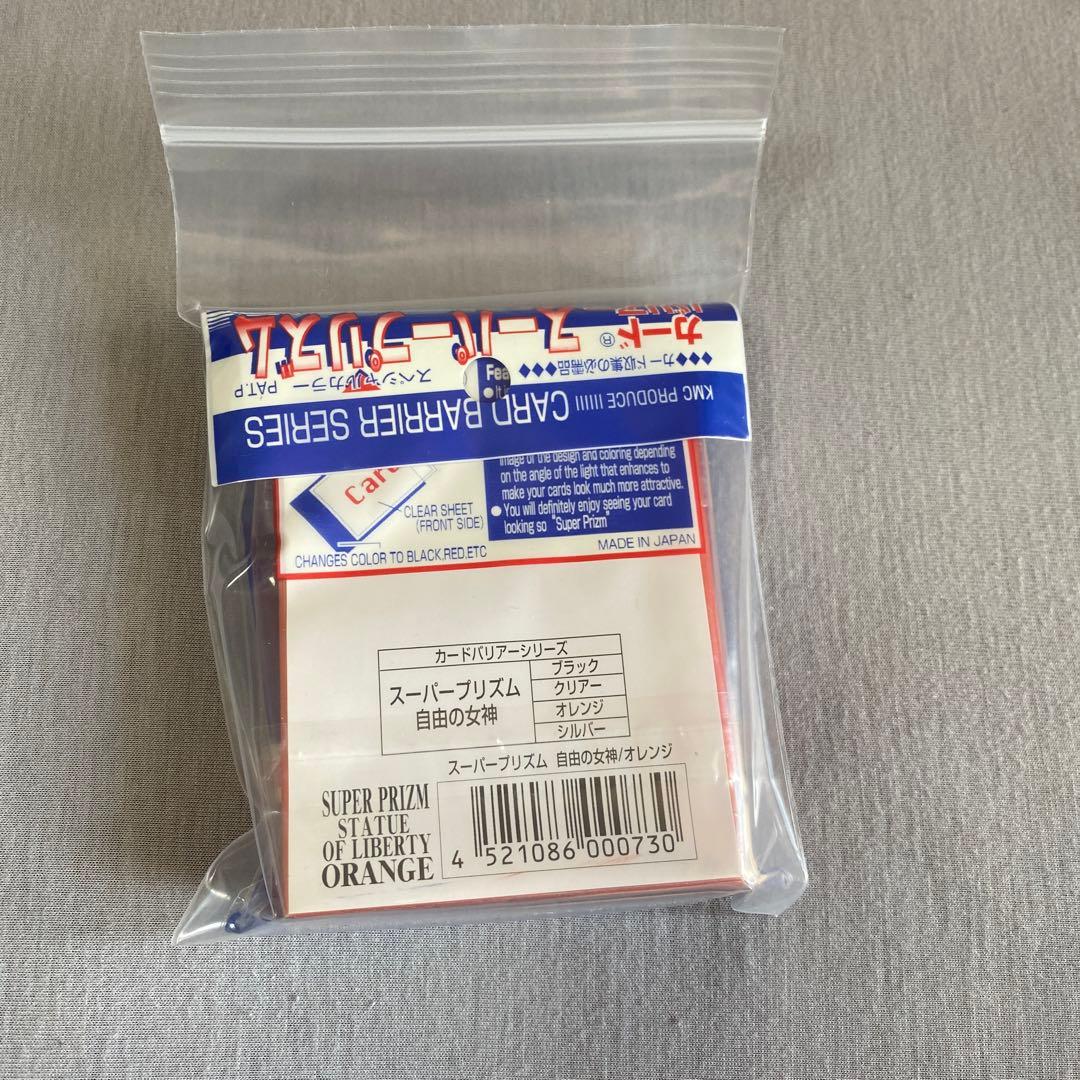 カード®
バリア
スーパープリズム
◆◆◆カード収集の必需品◆◆◆◆
スペシャルカラー PAT.P
KMC PRODUCE IIIIII CARD BARRIER SERIES
Fea
● It
Card
image of the design and coloring depending
on the angle of the light that enhances to
make your cards look much more attractive.
● You will definitely enjoy seeing your card
looking so "Super Prizm"
CLEAR SHEET
(FRONT SIDE)
CHANGES COLOR TO BLACK,RED,ETC
MADE IN JAPAN
カードバリアーシリーズ
スーパープリズム
自由の女神
ブラック
クリアー
オレンジ
シルバー
スーパープリズム 自由の女神/オレンジ
SUPER PRIZM
STATUE
OF LIBERTY
ORANGE
4 521086 000730